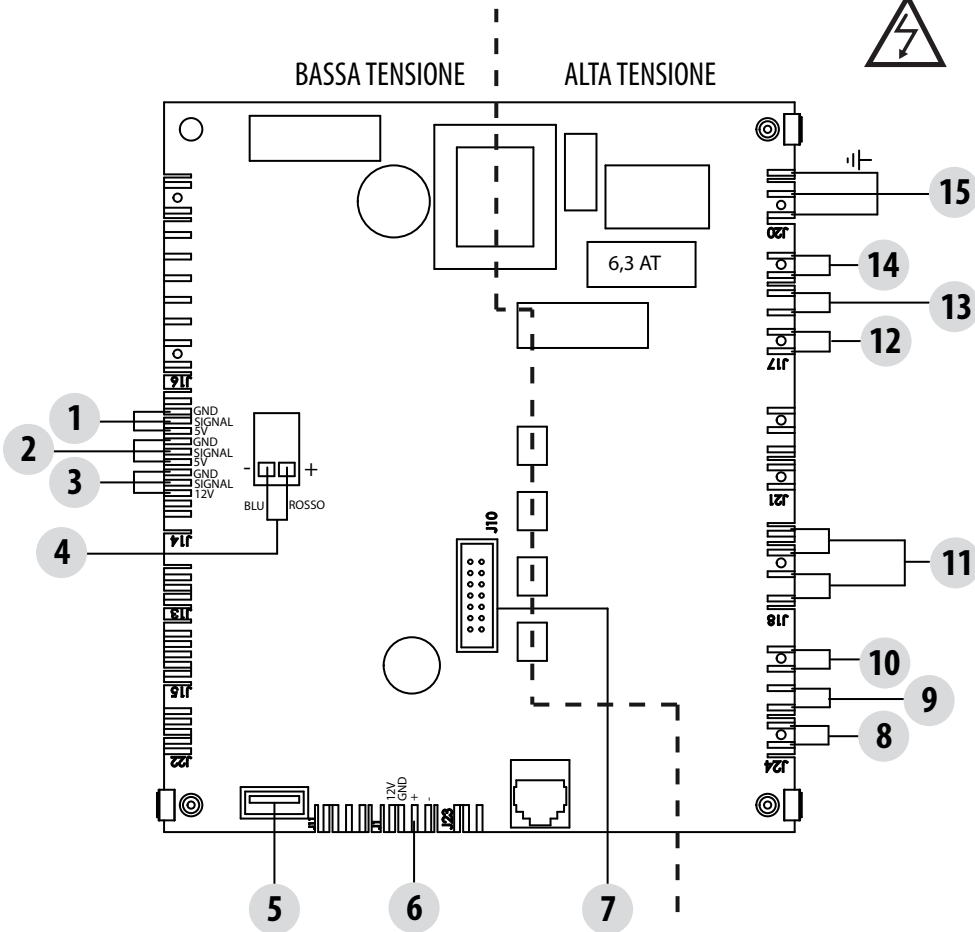 BASSA TENSIONE
ALTA TENSIONE
15
J20
6,3 AT
14
13
12
J17
J16
1
GND
SIGNAL
5V
2
GND
SIGNAL
5V
3
GND
SIGNAL
12V
-
+
BLU
ROSSO
J21
J14
4
J10
11
J13
J18
10
J15
9
8
J22
J24
12V
GND
+
-
J1
J23
5
6
7